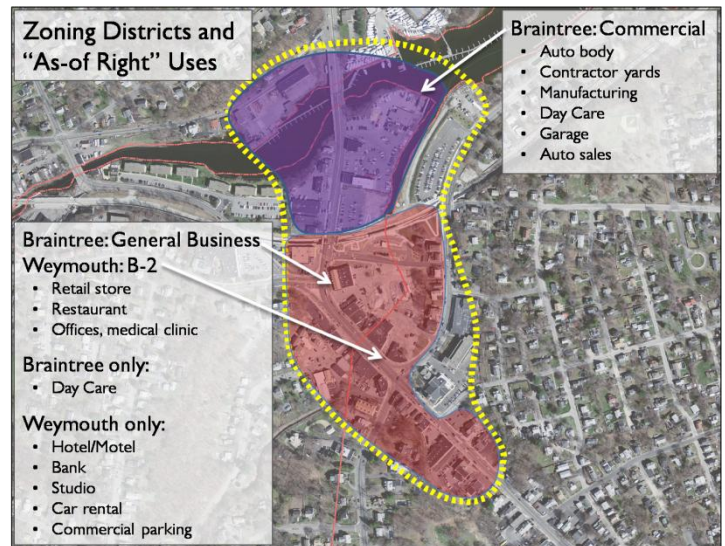 Zoning Districts and
“As-of Right” Uses
Braintree: Commercial
• Auto body
• Contractor yards
• Manufacturing
• Day Care
• Garage
• Auto sales
Braintree: General Business
Weymouth: B-2
• Retail store
• Restaurant
• Offices, medical clinic
Braintree only:
• Day Care
Weymouth only:
• Hotel/Motel
• Bank
• Studio
• Car rental
• Commercial parking